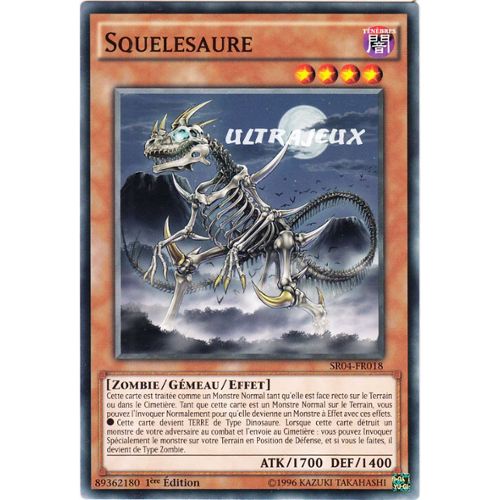 SQUELESAURE
TÉNÈBRES
闇
ULTRAJEUX
SR04-FR018
[ZOMBIE/GÉMEAU/EFFET]
Cette carte est traitée comme un Monstre Normal tant qu'elle est face recto sur le Terrain
ou dans le Cimetière. Tant que cette carte est un Monstre Normal sur le Terrain, vous
pouvez l'Invoquer Normalement pour qu'elle devienne un Monstre à Effet avec ces effets.
● Cette carte devient TERRE de Type Dinosaure. Lorsque cette carte détruit un
monstre de votre adversaire au combat et l'envoie au Cimetière : vous pouvez Invoquer
Spécialement le monstre sur votre Terrain en Position de Défense, et si vous le faites, il
devient de Type Zombie.
ATK/1700 DEF/1400
89362180 1ère Édition ©1996 KAZUKI TAKAHASHI